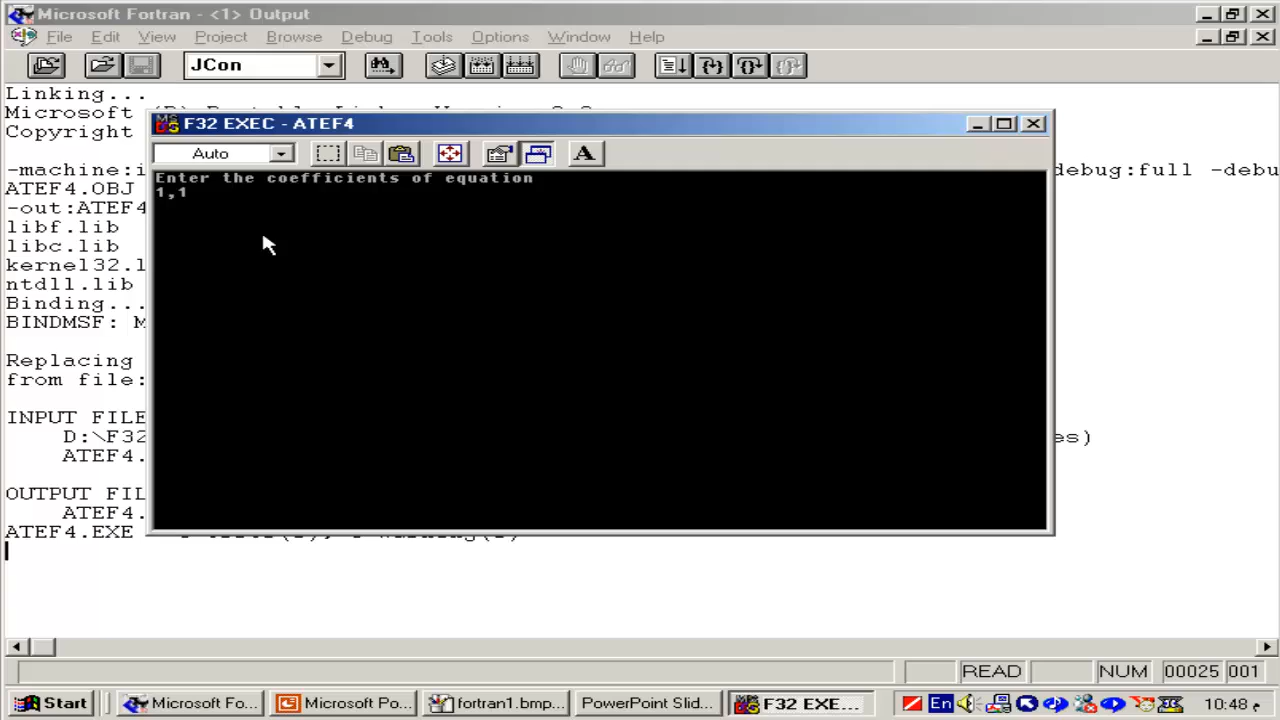 Microsoft Fortran - <1> Output
File Edit View Project Browse Debug Tools Options Window Help
JCon
Linking...
Microsoft
Copyright
F32 EXEC - ATEF4
Auto
Enter the coefficients of equation
1,1
-machine:i
debug:full -debu
ATEF4.OBJ
-out:ATEF4
libf.lib
libc.lib
kernel32.l
ntdll.lib
Binding...
BINDMSF: M
Replacing
from file:
INPUT FILE
D:\F32
es)
ATEF4.
OUTPUT FIL
ATEF4.
ATEF4.EXE
READ NUM 00025 001
Start Microsoft Fo... Microsoft Po... fortran1.bmp... PowerPoint Slid... F32 EXE... En 10:48 م